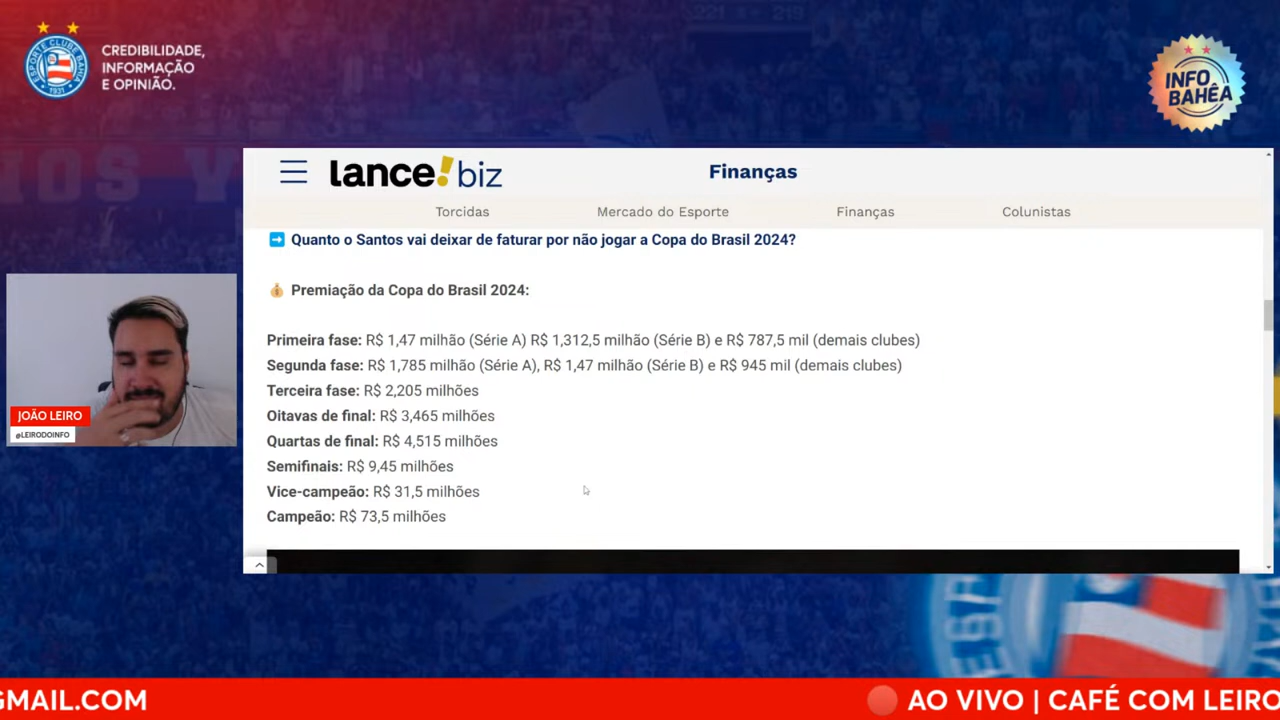 CREDIBILIDADE,
INFORMAÇÃO
E OPINIÃO.
ESPORTE CLUBE BAHIA
1931
INFO
BAHÊA
lance!biz
Finanças
Torcidas
Mercado do Esporte
Finanças
Colunistas
Quanto o Santos vai deixar de faturar por não jogar a Copa do Brasil 2024?
Premiação da Copa do Brasil 2024:
Primeira fase: R$ 1,47 milhão (Série A) R$ 1,312,5 milhão (Série B) e R$ 787,5 mil (demais clubes)
Segunda fase: R$ 1,785 milhão (Série A), R$ 1,47 milhão (Série B) e R$ 945 mil (demais clubes)
Terceira fase: R$ 2,205 milhões
Oitavas de final: R$ 3,465 milhões
Quartas de final: R$ 4,515 milhões
Semifinais: R$ 9,45 milhões
Vice-campeão: R$ 31,5 milhões
Campeão: R$ 73,5 milhões
JOÃO LEIRO
@LEIRODOINFO
GMAIL.COM
AO VIVO | CAFÉ COM LEIRO